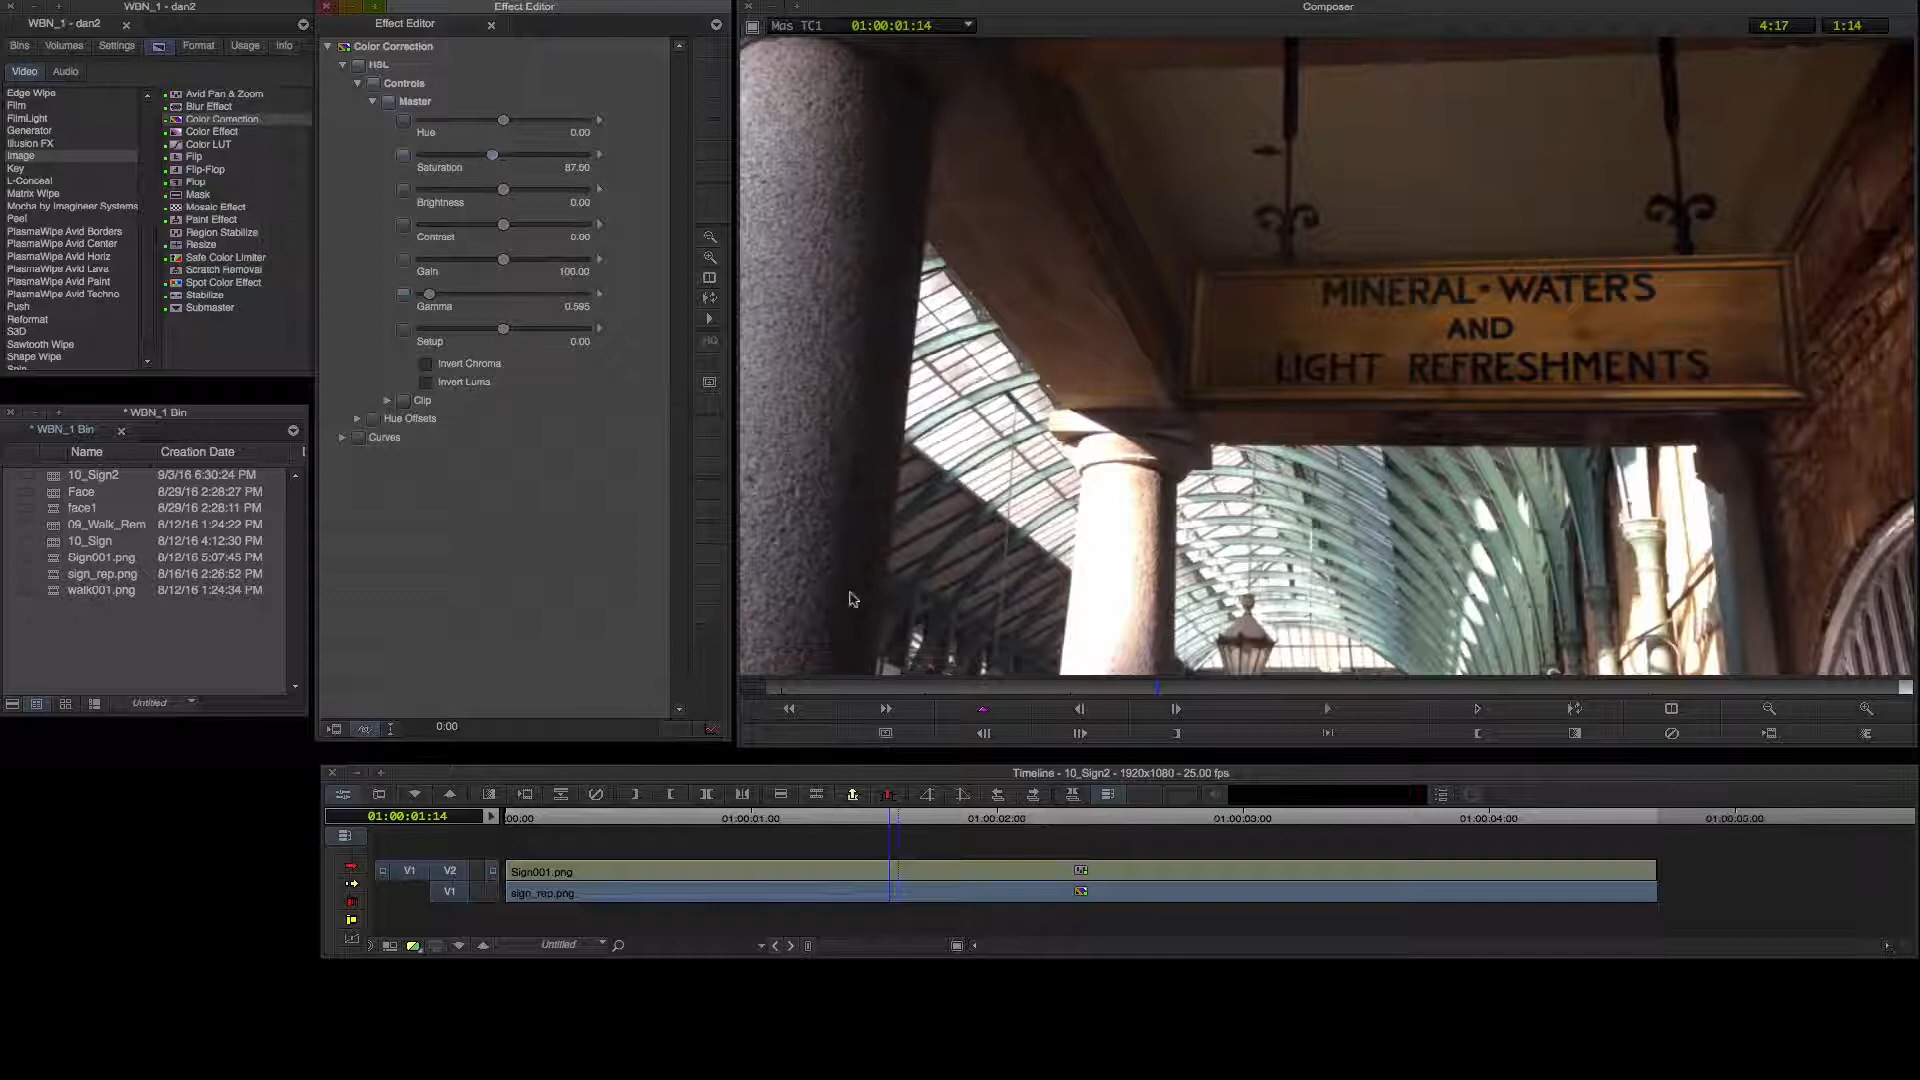 WBN_1 - dan2
WBN_1 - dan2
Bins Volumes Settings Format Usage Info
Video Audio
Edge Wipe
Film
FilmLight
Generator
Illusion FX
Image
Key
L-Conceal
Matrix Wipe
Mocha by Imagineer Systems
Peel
PlasmaWipe Avid Borders
PlasmaWipe Avid Center
PlasmaWipe Avid Horiz
PlasmaWipe Avid Lava
PlasmaWipe Avid Paint
PlasmaWipe Avid Techno
Push
Reformat
S3D
Sawtooth Wipe
Shape Wipe
Spin
Avid Pan & Zoom
Blur Effect
Color Correction
Color Effect
Color LUT
Flip
Flip-Flop
Flop
Mask
Mosaic Effect
Paint Effect
Region Stabilize
Resize
Safe Color Limiter
Scratch Removal
Spot Color Effect
Stabilize
Submaster
* WBN_1 Bin
* WBN_1 Bin
Name Creation Date
10_Sign2 9/3/16 6:30:24 PM
Face 8/29/16 2:28:27 PM
face1 8/29/16 2:28:11 PM
09_Walk_Rem 8/12/16 1:24:22 PM
10_Sign 8/12/16 4:12:30 PM
Sign001.png 8/12/16 5:07:45 PM
sign_rep.png 8/16/16 2:26:52 PM
walk001.png 8/12/16 1:24:34 PM
Untitled
Effect Editor
Effect Editor
Color Correction
HSL
Controls
Master
Hue 0.00
Saturation 87.50
Brightness 0.00
Contrast 0.00
Gain 100.00
Gamma 0.595
Setup 0.00
Invert Chroma
Invert Luma
Clip
Hue Offsets
Curves
0:00
HQ
Composer
Mas TC1 01:00:01:14 4:17 1:14
MINERAL·WATERS
AND
LIGHT REFRESHMENTS
Timeline - 10_Sign2 - 1920x1080 - 25.00 fps
01:00:01:14 :00:00 01:00:01:00 01:00:02:00 01:00:03:00 01:00:04:00 01:00:05:00
V1 V2 Sign001.png
V1 sign_rep.png
Untitled